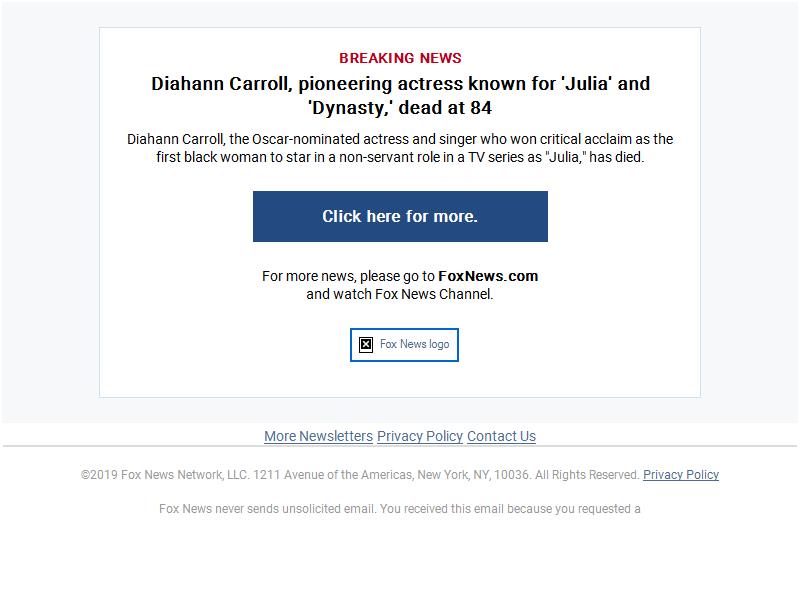 BREAKING NEWS
Diahann Carroll, pioneering actress known for 'Julia' and
'Dynasty,' dead at 84
Diahann Carroll, the Oscar-nominated actress and singer who won critical acclaim as the
first black woman to star in a non-servant role in a TV series as "Julia," has died.
Click here for more.
For more news, please go to FoxNews.com
and watch Fox News Channel.
Fox News logo
More Newsletters Privacy Policy Contact Us
©2019 Fox News Network, LLC. 1211 Avenue of the Americas, New York, NY, 10036. All Rights Reserved. Privacy Policy
Fox News never sends unsolicited email. You received this email because you requested a